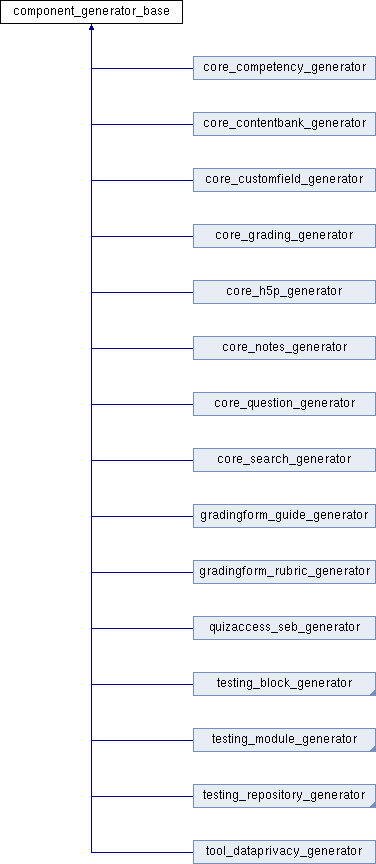 component_generator_base
core_competency_generator
core_contentbank_generator
core_customfield_generator
core_grading_generator
core_h5p_generator
core_notes_generator
core_question_generator
core_search_generator
gradingform_guide_generator
gradingform_rubric_generator
quizaccess_seb_generator
testing_block_generator
testing_module_generator
testing_repository_generator
tool_dataprivacy_generator